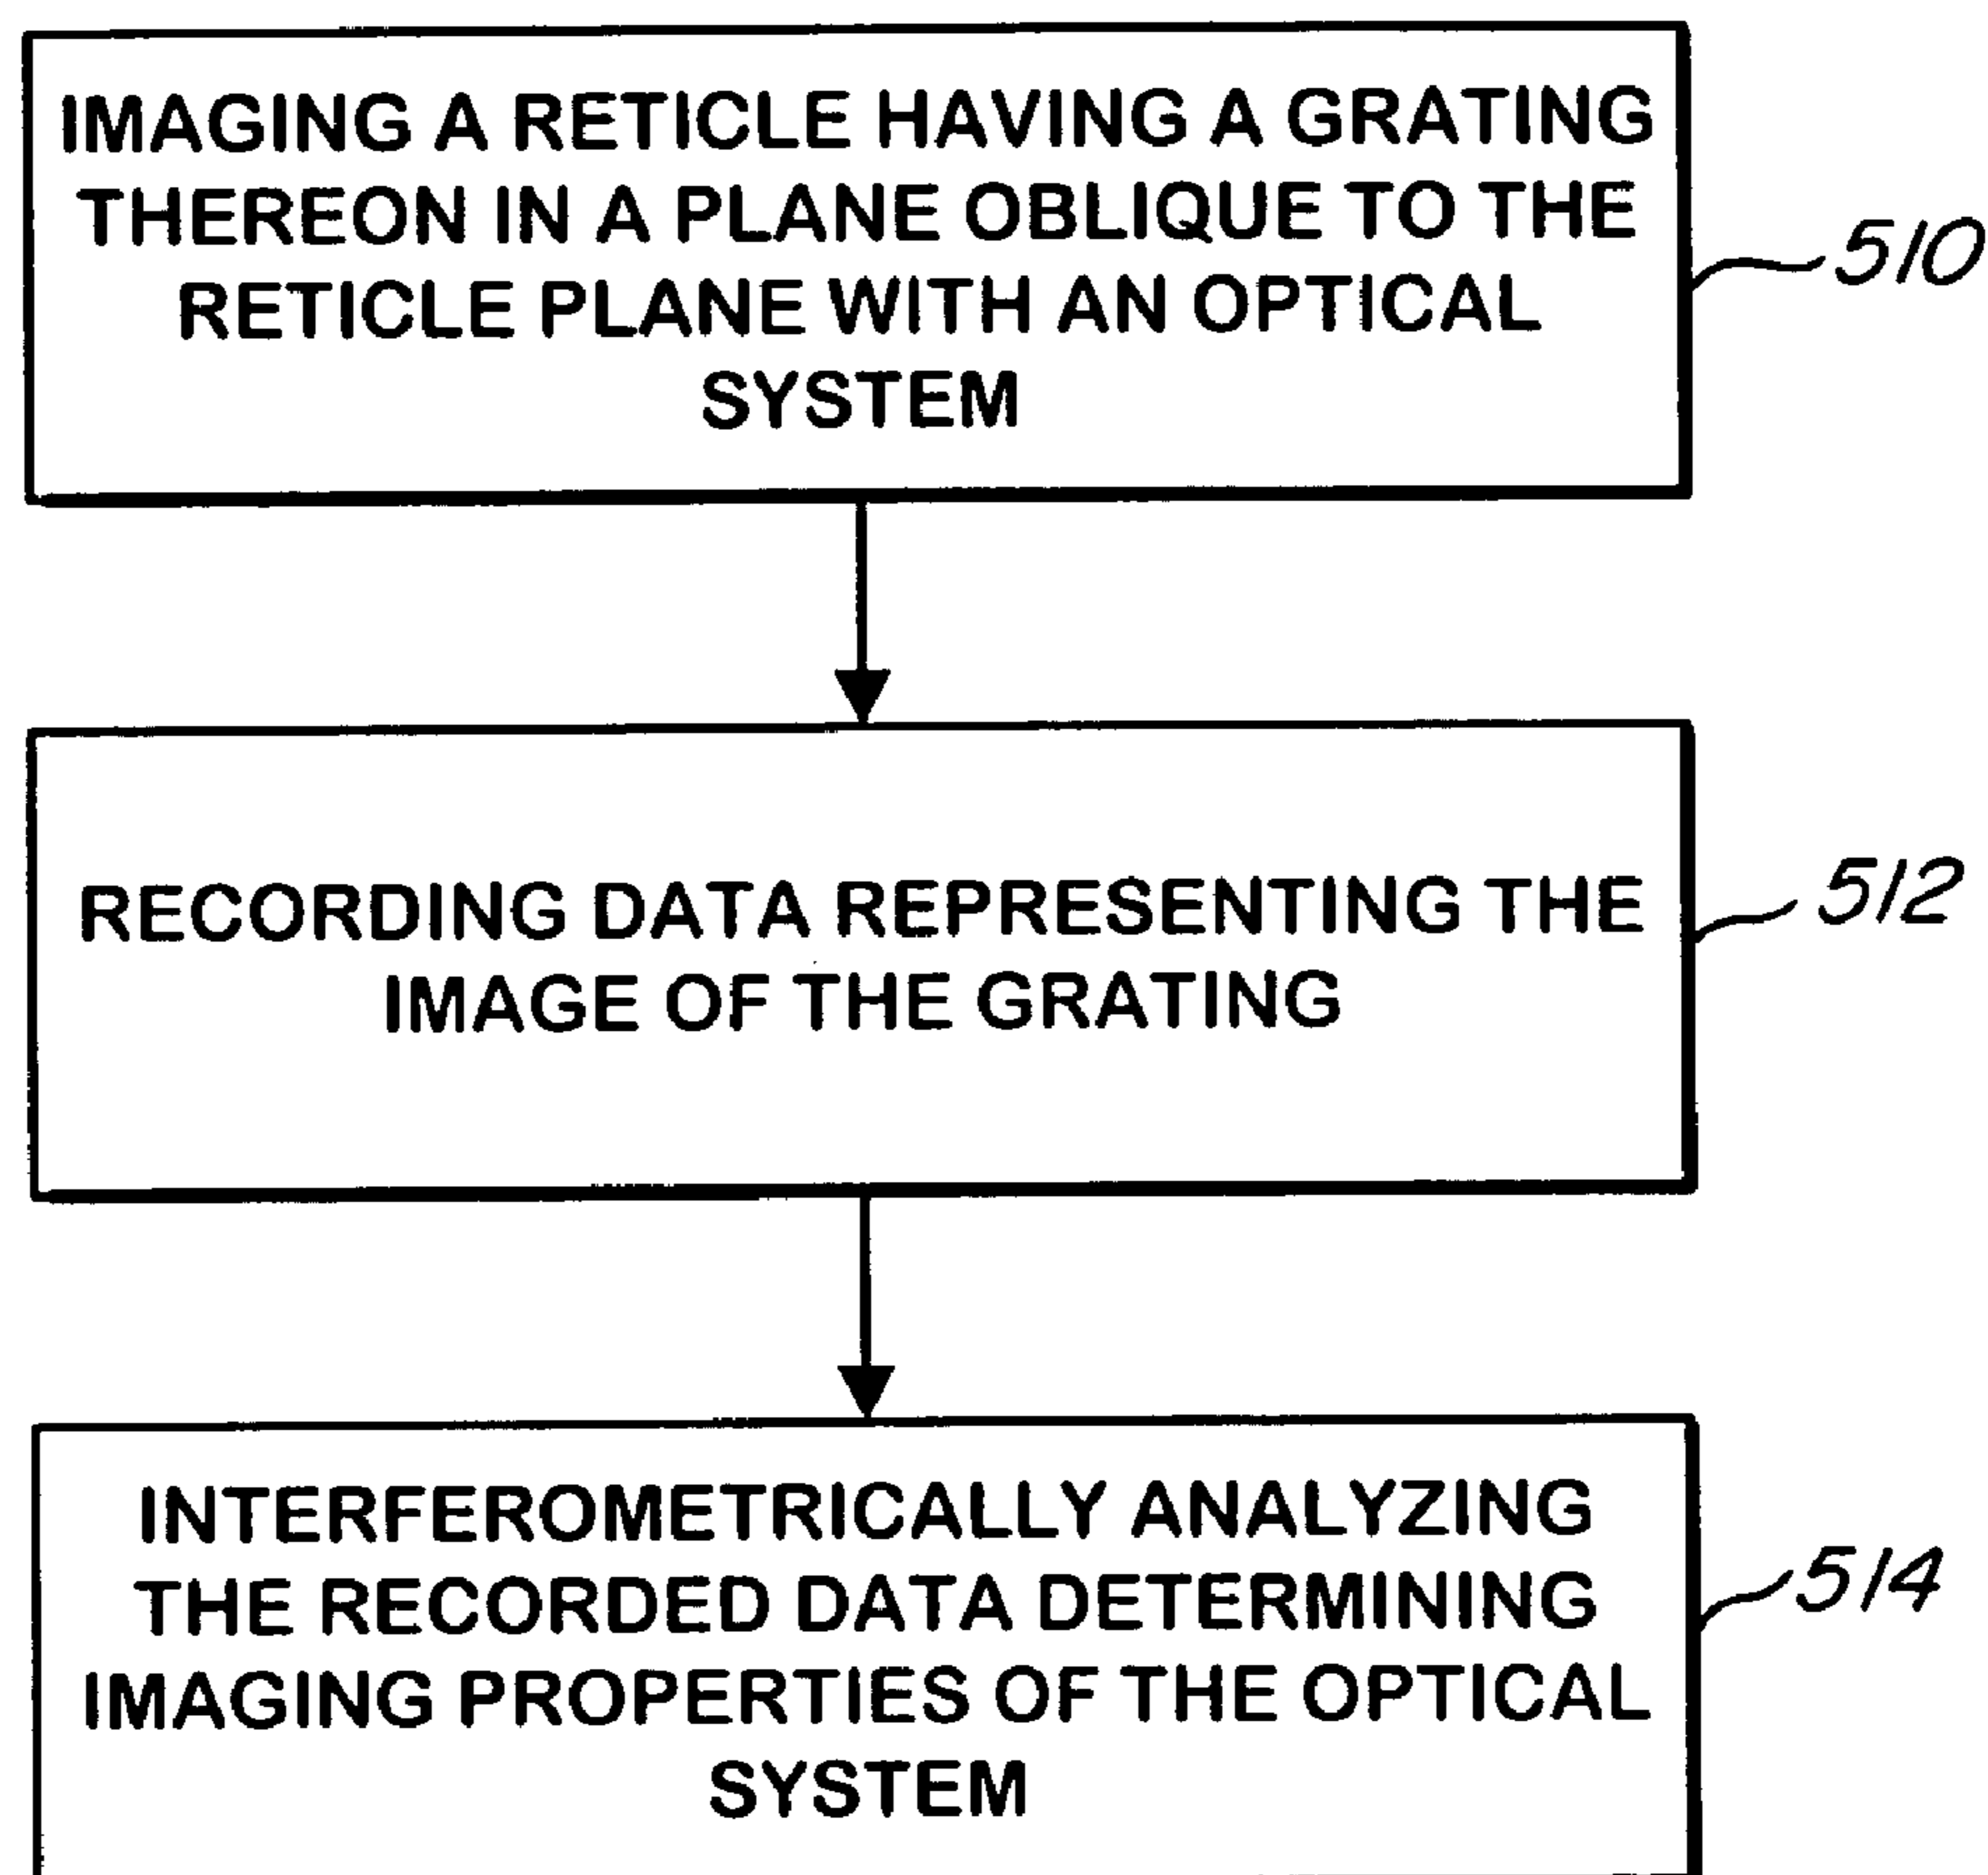 IMAGING A RETICLE HAVING A GRATING
THEREON IN A PLANE OBLIQUE TO THE
RETICLE PLANE WITH AN OPTICAL
SYSTEM
510
RECORDING DATA REPRESENTING THE
IMAGE OF THE GRATING
512
INTERFEROMETRICALLY ANALYZING
THE RECORDED DATA DETERMINING
IMAGING PROPERTIES OF THE OPTICAL
SYSTEM
514